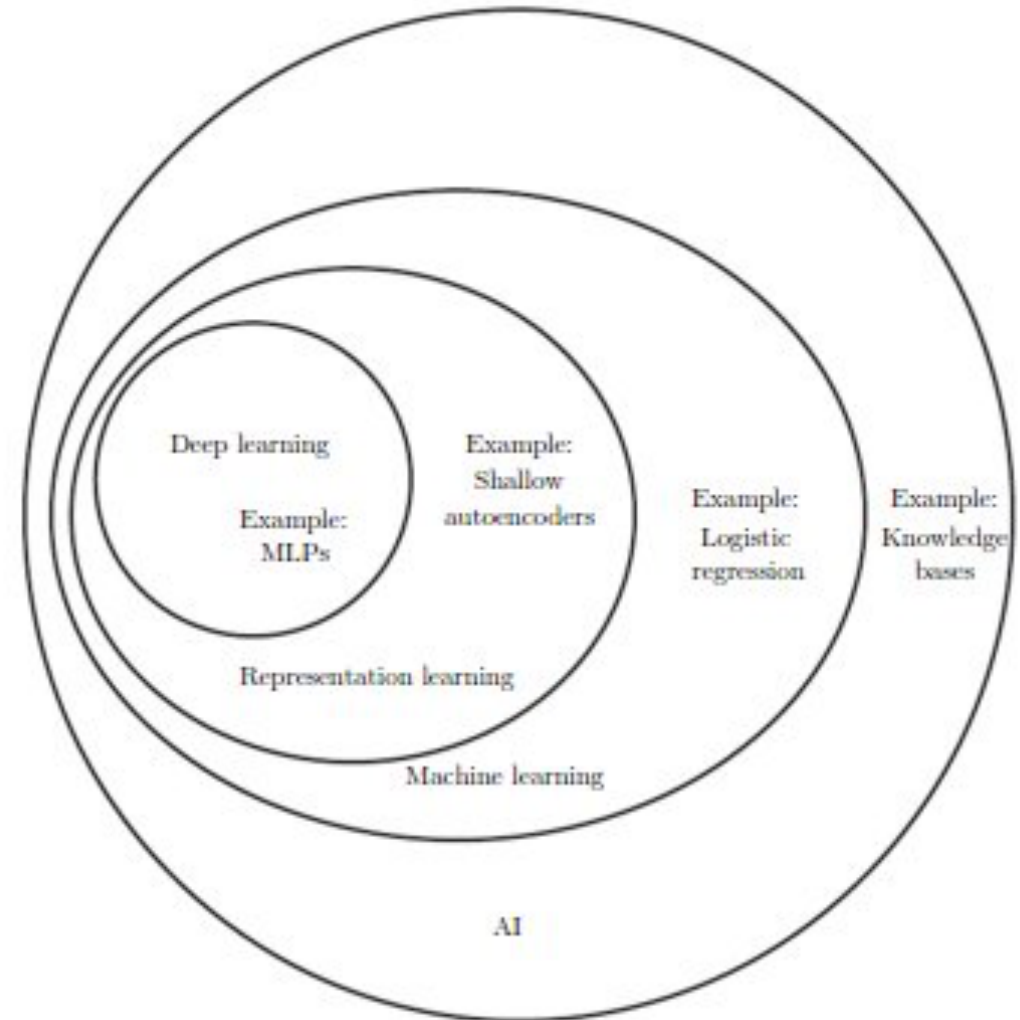 Deep learning
Example:
MLPs
Example:
Shallow
autoencoders
Example:
Logistic
regression
Example:
Knowledge
bases
Representation learning
Machine learning
AI